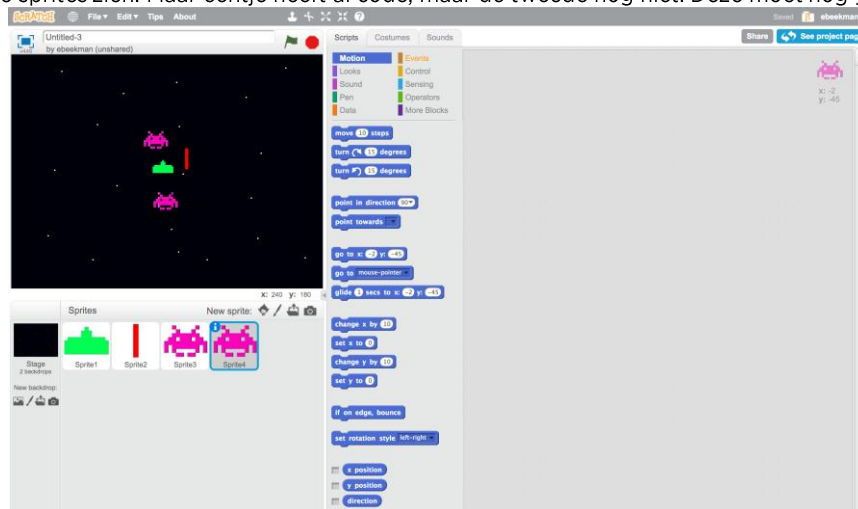 sprites zien. Maar eentje heeft al code, maar de tweede nog niet. Deze moet nog
SCRATCH File Edit Tips About Saved ebeekman
Untitled-3
by ebeekman (unshared)
Scripts Costumes Sounds
Share See project pag
Motion Events
Looks Control
Sound Sensing
Pen Operators
Data More Blocks
x: -2
y: -45
move 10 steps
turn 15 degrees
turn 15 degrees
point in direction 90
point towards
go to x: -2 y: -45
go to mouse-pointer
glide 1 secs to x: -2 y: -45
change x by 10
set x to 0
change y by 10
set y to 0
if on edge, bounce
set rotation style left-right
x position
y position
direction
x: 240 y: 180
Sprites New sprite:
Stage
2 backdrops
New backdrop:
Sprite1 Sprite2 Sprite3 Sprite4